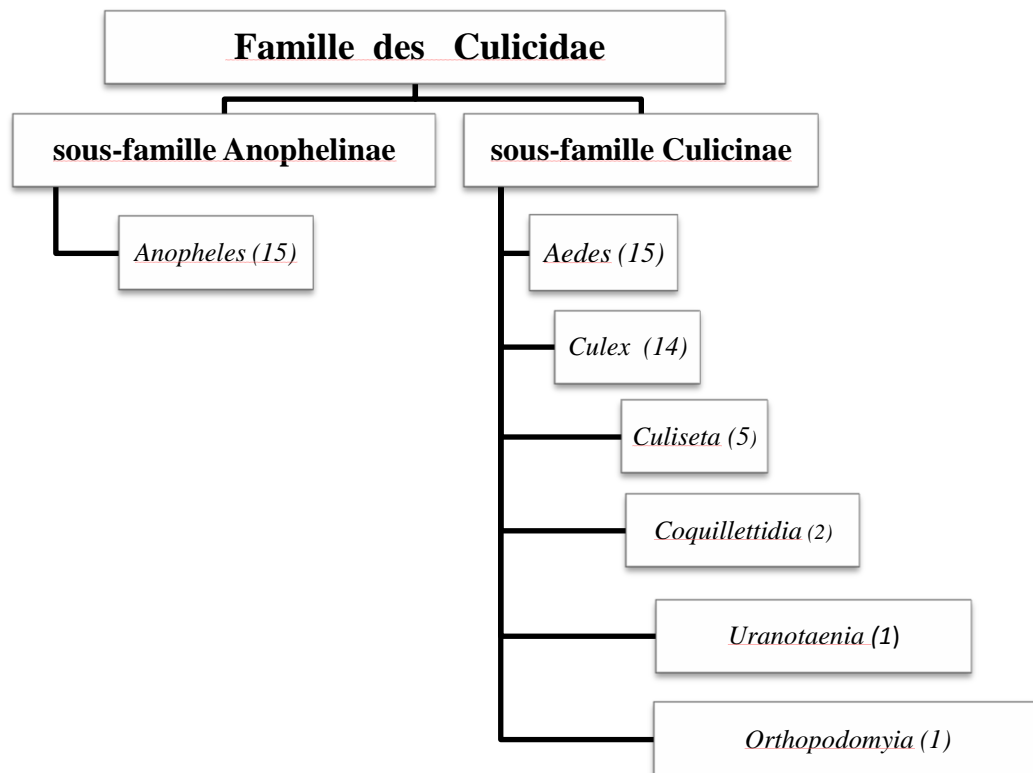 Famille des Culicidae
sous-famille Anophelinae
sous-famille Culicinae
Anopheles (15)
Aedes (15)
Culex (14)
Culiseta (5)
Coquillettidia (2)
Uranotaenia (1)
Orthopodomyia (1)